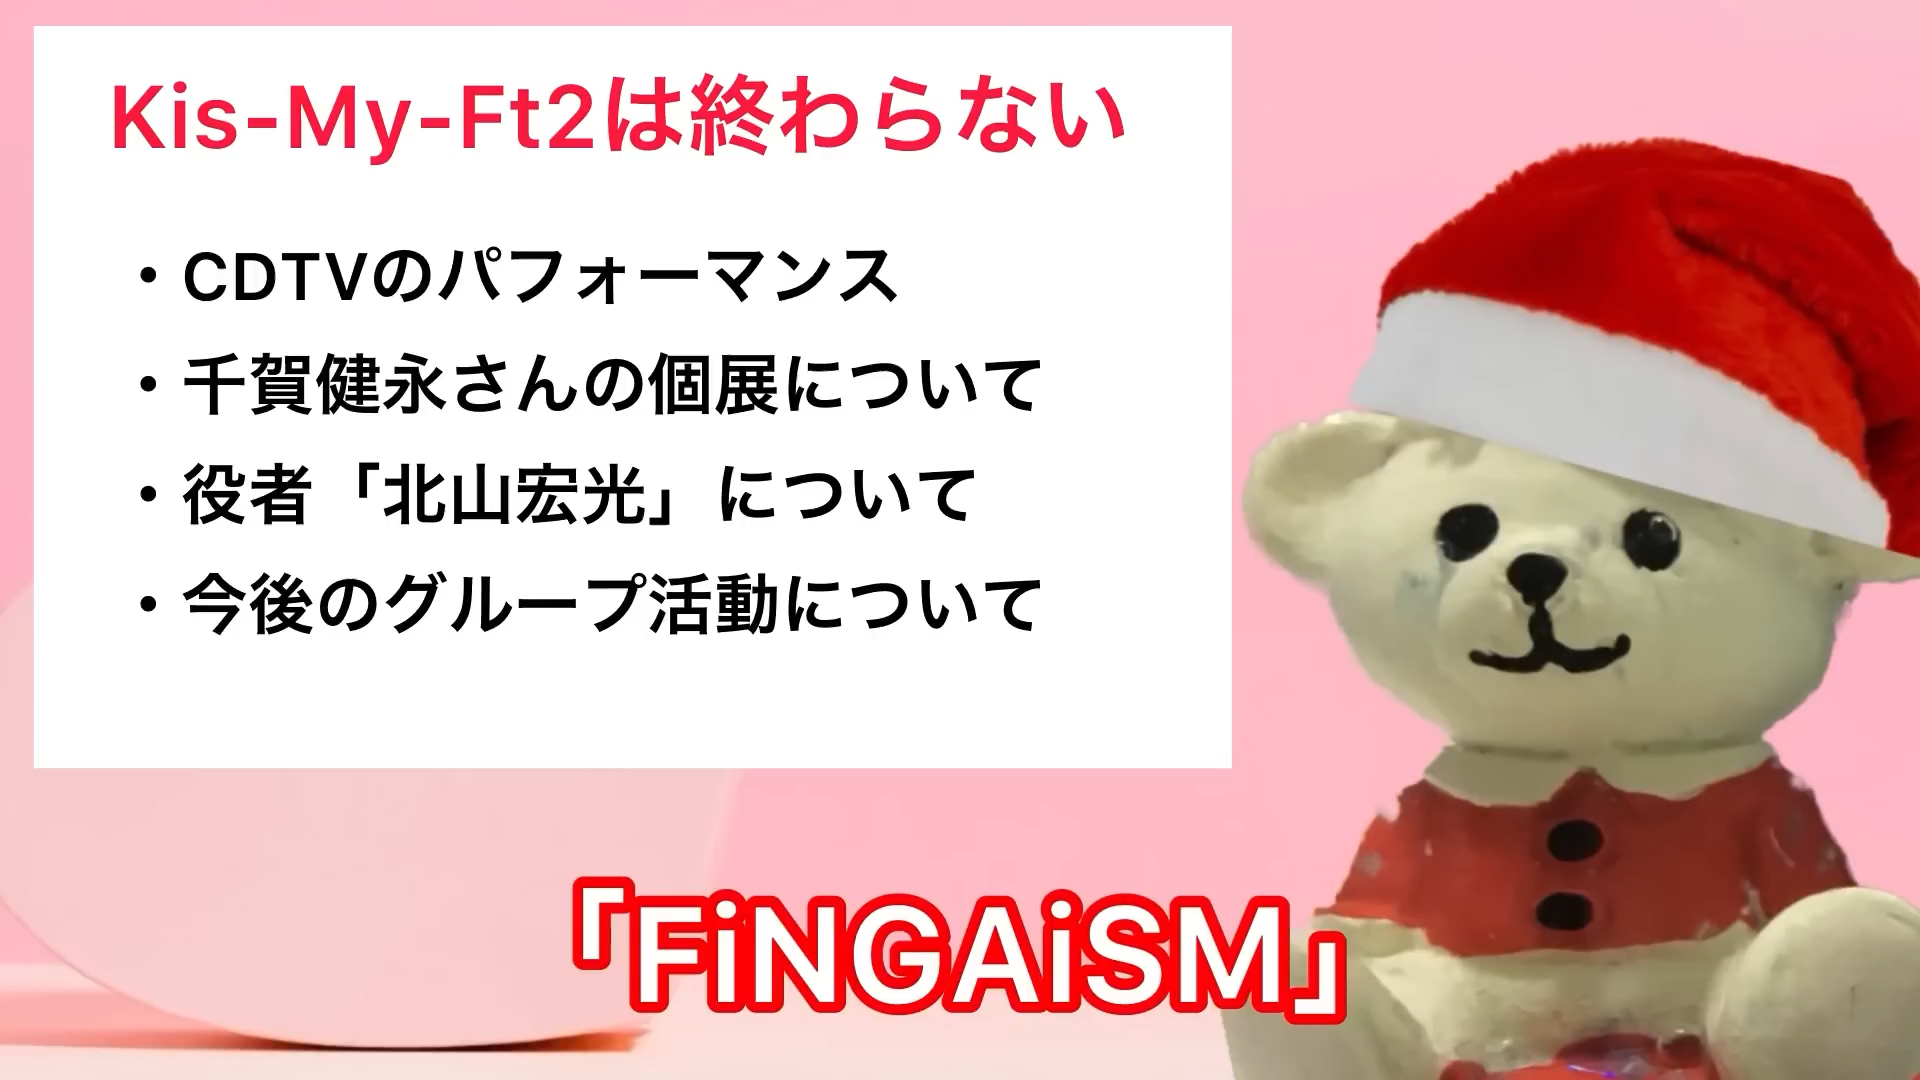 Kis-My-Ft2は終わらない
・CDTVのパフォーマンス
・千賀健永さんの個展について
・役者「北山宏光」について
・今後のグループ活動について
「FiNGAiSM」